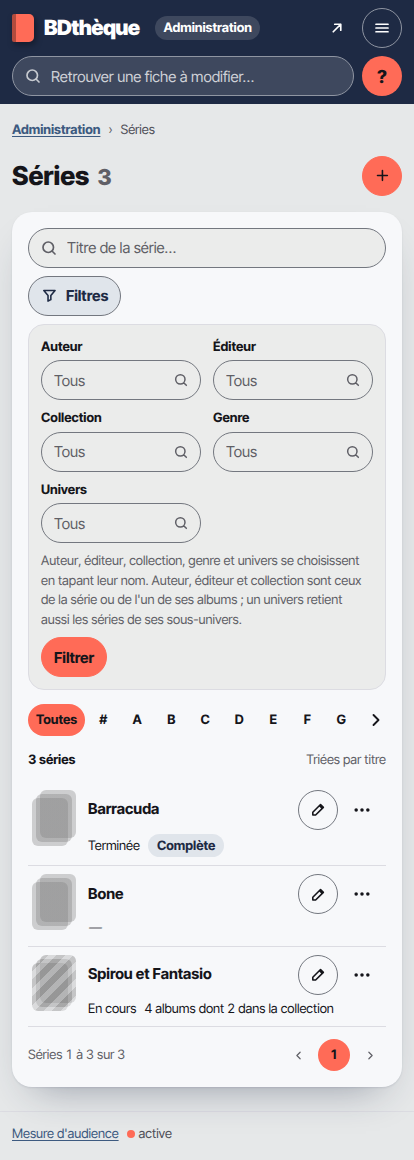 BDthèque Administration
Retrouver une fiche à modifier... ?
Administration › Séries
Séries 3
+
Titre de la série...
Filtres
Auteur Éditeur
Tous Tous
Collection Genre
Tous Tous
Univers
Tous
Auteur, éditeur, collection, genre et univers se choisissent
en tapant leur nom. Auteur, éditeur et collection sont ceux
de la série ou de l'un de ses albums ; un univers retient
aussi les séries de ses sous-univers.
Filtrer
Toutes # A B C D E F G
3 séries Triées par titre
Barracuda
Terminée Complète
Bone
—
Spirou et Fantasio
En cours 4 albums dont 2 dans la collection
Séries 1 à 3 sur 3 ‹ 1 ›
Mesure d'audience active